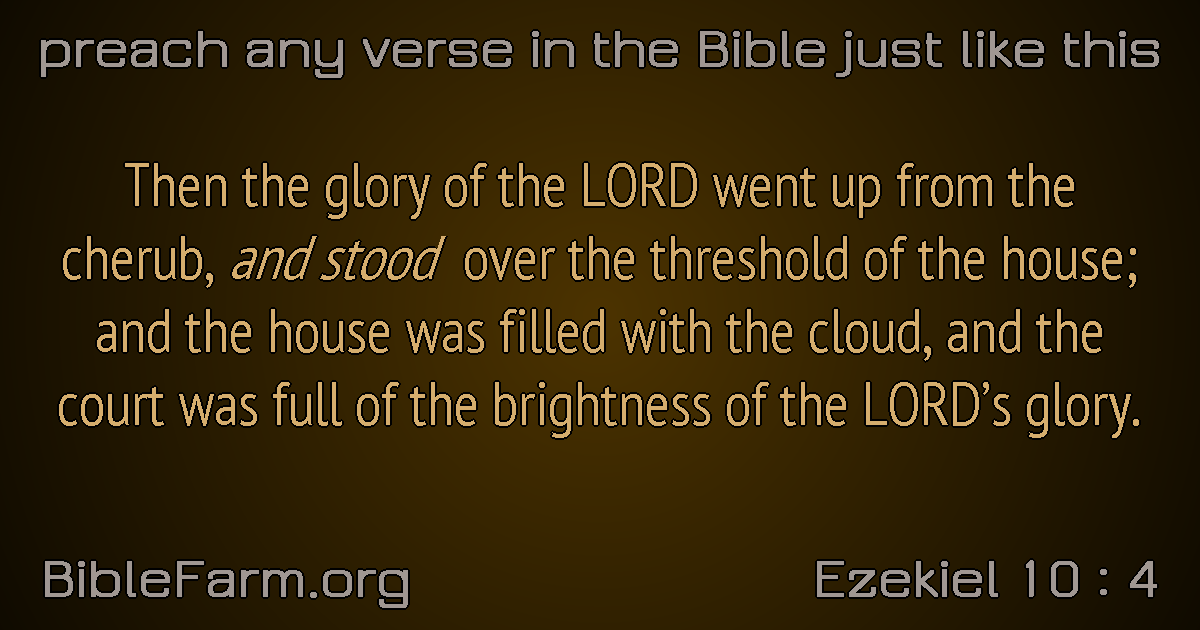 preach any verse in the Bible just like this
Then the glory of the LORD went up from the
cherub, and stood over the threshold of the house;
and the house was filled with the cloud, and the
court was full of the brightness of the LORD’s glory.
BibleFarm.org
Ezekiel 10 : 4